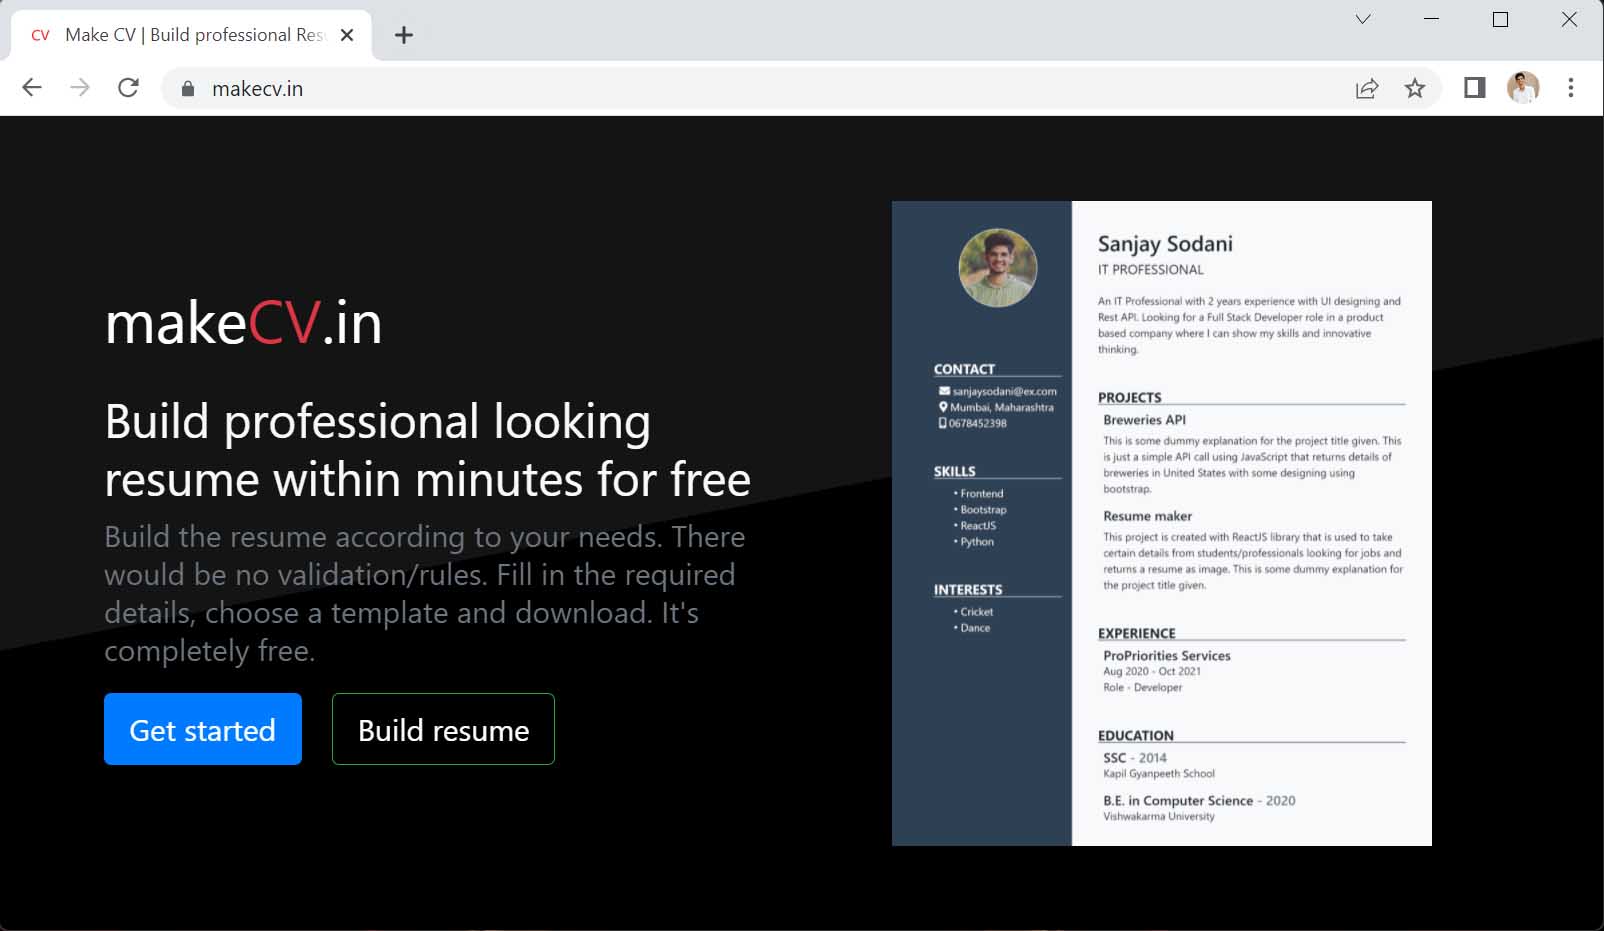 CV Make CV | Build professional Res
makecv.in
makeCV.in
Build professional looking
resume within minutes for free
Build the resume according to your needs. There
would be no validation/rules. Fill in the required
details, choose a template and download. It's
completely free.
Get started
Build resume
CONTACT
sanjaysodani@ex.com
Mumbai, Maharashtra
0678452398
SKILLS
• Frontend
• Bootstrap
• ReactJS
• Python
INTERESTS
• Cricket
• Dance
Sanjay Sodani
IT PROFESSIONAL
An IT Professional with 2 years experience with UI designing and
Rest API. Looking for a Full Stack Developer role in a product
based company where I can show my skills and innovative
thinking.
PROJECTS
Breweries API
This is some dummy explanation for the project title given. This
is just a simple API call using JavaScript that returns details of
breweries in United States with some designing using
bootstrap.
Resume maker
This project is created with ReactJS library that is used to take
certain details from students/professionals looking for jobs and
returns a resume as image. This is some dummy explanation for
the project title given.
EXPERIENCE
ProPriorities Services
Aug 2020 - Oct 2021
Role - Developer
EDUCATION
SSC - 2014
Kapil Gyanpeeth School
B.E. in Computer Science - 2020
Vishwakarma University